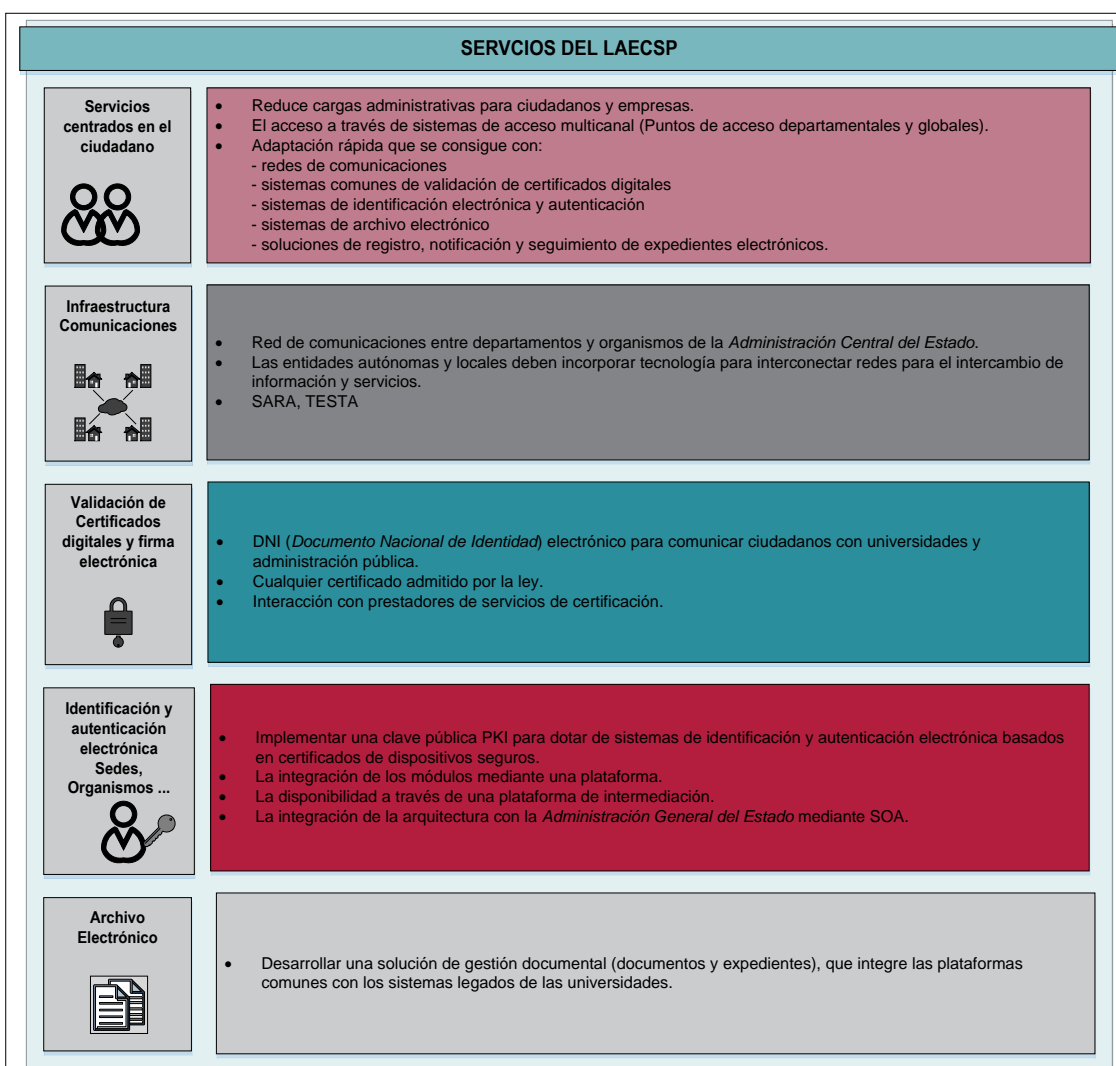 SERVCIOS DEL LAECSP
Servicios
centrados en el
ciudadano
• Reduce cargas administrativas para ciudadanos y empresas.
• El acceso a través de sistemas de acceso multicanal (Puntos de acceso departamentales y globales).
• Adaptación rápida que se consigue con:
- redes de comunicaciones
- sistemas comunes de validación de certificados digitales
- sistemas de identificación electrónica y autenticación
- sistemas de archivo electrónico
- soluciones de registro, notificación y seguimiento de expedientes electrónicos.
Infraestructura
Comunicaciones
• Red de comunicaciones entre departamentos y organismos de la Administración Central del Estado.
• Las entidades autónomas y locales deben incorporar tecnología para interconectar redes para el intercambio de
información y servicios.
• SARA, TESTA
Validación de
Certificados
digitales y firma
electrónica
• DNI (Documento Nacional de Identidad) electrónico para comunicar ciudadanos con universidades y
administración pública.
• Cualquier certificado admitido por la ley.
• Interacción con prestadores de servicios de certificación.
Identificación y
autenticación
electrónica
Sedes,
Organismos ...
• Implementar una clave pública PKI para dotar de sistemas de identificación y autenticación electrónica basados
en certificados de dispositivos seguros.
• La integración de los módulos mediante una plataforma.
• La disponibilidad a través de una plataforma de intermediación.
• La integración de la arquitectura con la Administración General del Estado mediante SOA.
Archivo
Electrónico
• Desarrollar una solución de gestión documental (documentos y expedientes), que integre las plataformas
comunes con los sistemas legados de las universidades.